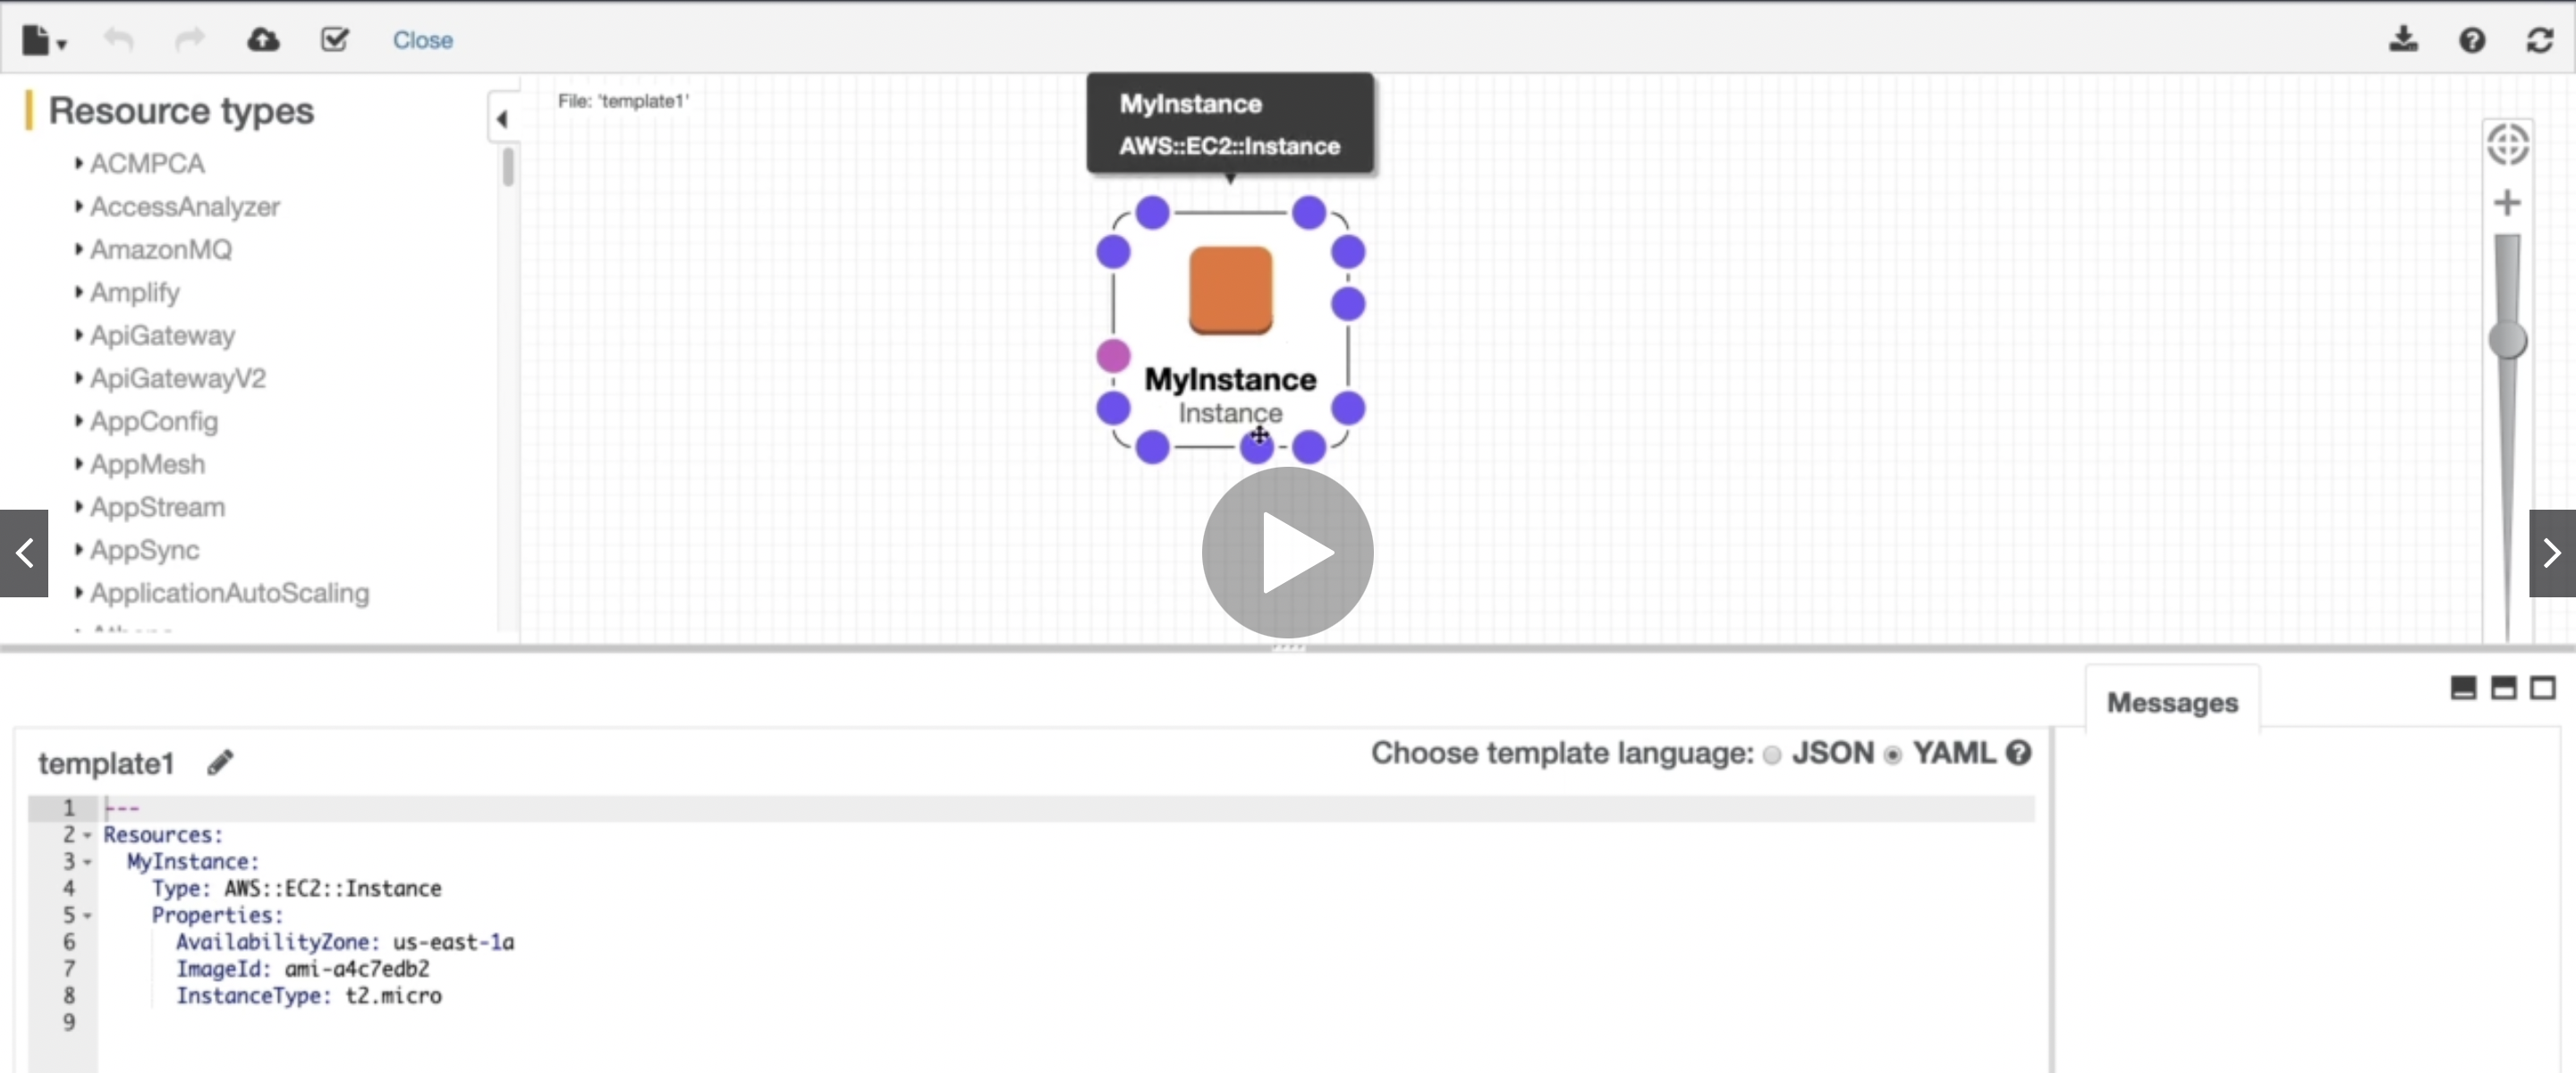 Close
Resource types
ACMPCA
AccessAnalyzer
AmazonMQ
Amplify
ApiGateway
ApiGatewayV2
AppConfig
AppMesh
AppStream
AppSync
ApplicationAutoScaling
File: 'template1'
MyInstance
AWS::EC2::Instance
MyInstance
Instance
Messages
template1
Choose template language: JSON YAML
1 ---
2 Resources:
3 MyInstance:
4 Type: AWS::EC2::Instance
5 Properties:
6 AvailabilityZone: us-east-1a
7 ImageId: ami-a4c7edb2
8 InstanceType: t2.micro
9